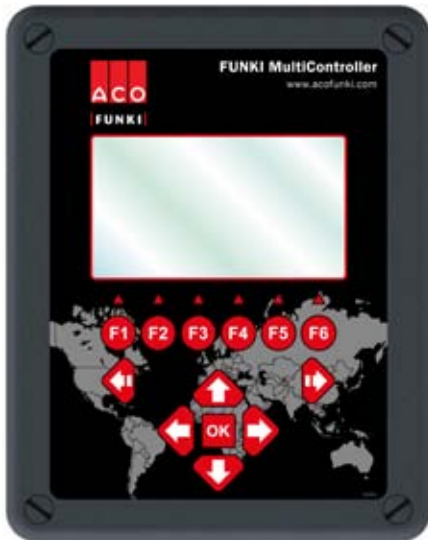 FUNKI MultiController
www.acofunki.com
ACO
FUNKI
F1 F2 F3 F4 F5 F6
OK